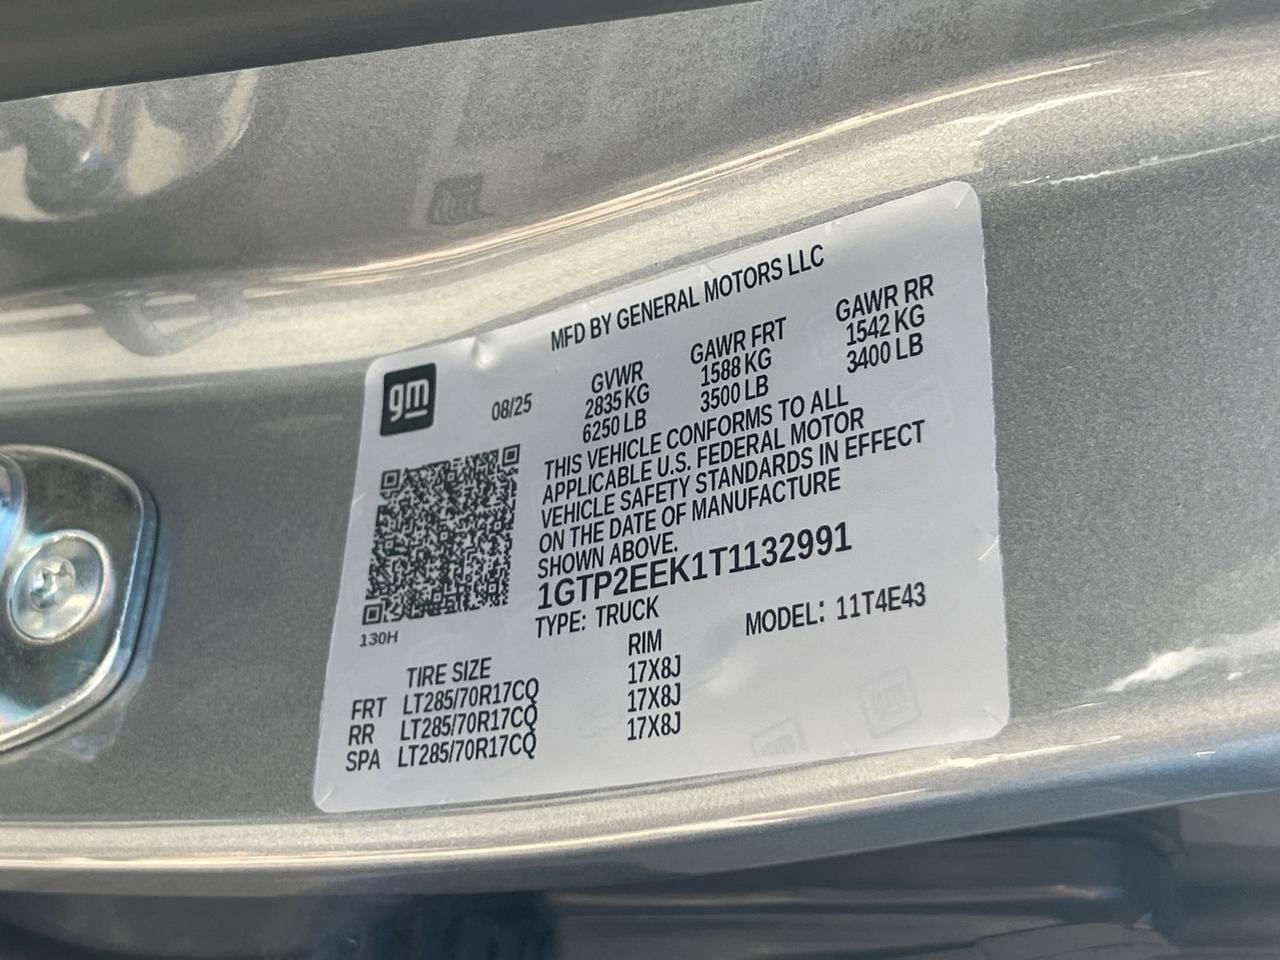 MFD BY GENERAL MOTORS LLC
gm
08/25
GVWR
2835 KG
6250 LB
GAWR FRT
1588 KG
3500 LB
GAWR RR
1542 KG
3400 LB
THIS VEHICLE CONFORMS TO ALL
APPLICABLE U.S. FEDERAL MOTOR
VEHICLE SAFETY STANDARDS IN EFFECT
ON THE DATE OF MANUFACTURE
SHOWN ABOVE.
1GTP2EEK1T1132991
TYPE: TRUCK
MODEL: 11T4E43
130H
TIRE SIZE RIM
FRT LT285/70R17CQ 17X8J
RR LT285/70R17CQ 17X8J
SPA LT285/70R17CQ 17X8J